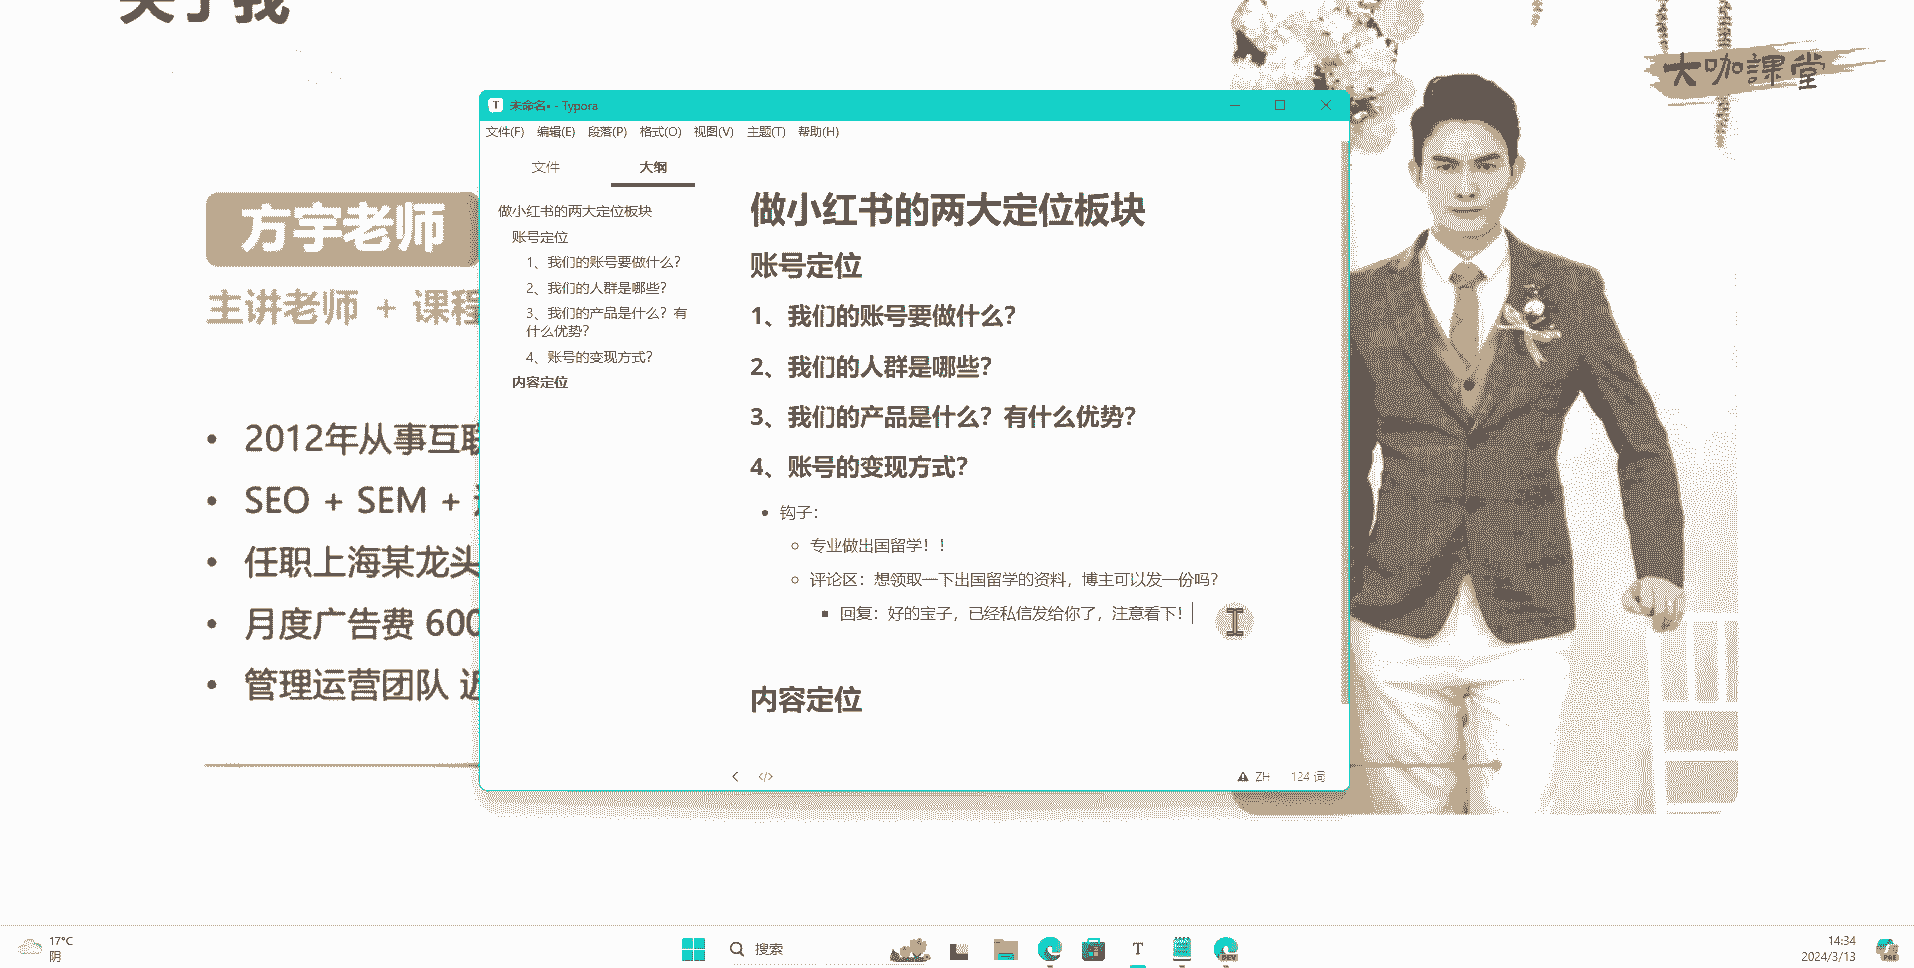 关于我
大咖課堂
方宇老师
主讲老师 + 课程
• 2012年从事互联
• SEO + SEM +
• 任职上海某龙头
• 月度广告费 600
• 管理运营团队 近
未命名• - Typora
文件(F) 编辑(E) 段落(P) 格式(O) 视图(V) 主题(T) 帮助(H)
文件 大纲
做小红书的两大定位板块
账号定位
1、我们的账号要做什么？
2、我们的人群是哪些？
3、我们的产品是什么？有
什么优势？
4、账号的变现方式？
内容定位
做小红书的两大定位板块
账号定位
1、我们的账号要做什么？
2、我们的人群是哪些？
3、我们的产品是什么？有什么优势？
4、账号的变现方式？
• 钩子：
专业做出国留学！！
评论区：想领取一下出国留学的资料，博主可以发一份吗？
回复：好的宝子，已经私信发给你了，注意看下！
内容定位
</>
ZH 124 词
17°C
阴
搜索
T
DEV
14:34
2024/3/13
PRE